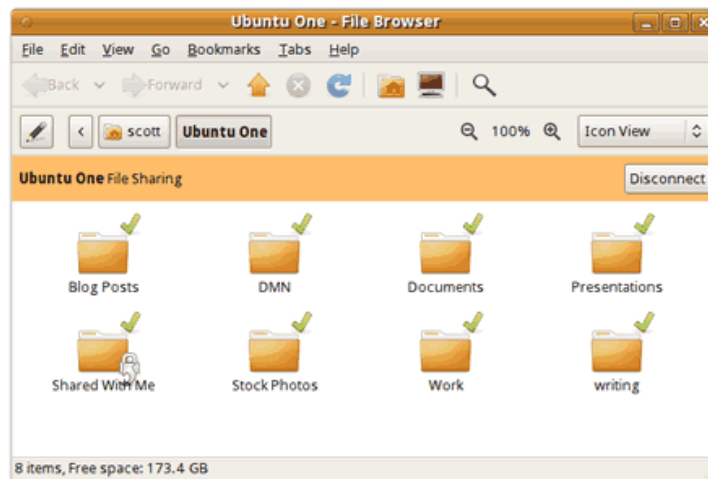 Ubuntu One - File Browser
File Edit View Go Bookmarks Tabs Help
Back Forward
scott Ubuntu One 100% Icon View
Ubuntu One File Sharing Disconnect
Blog Posts DMN Documents Presentations
Shared With Me Stock Photos Work writing
8 items, Free space: 173.4 GB